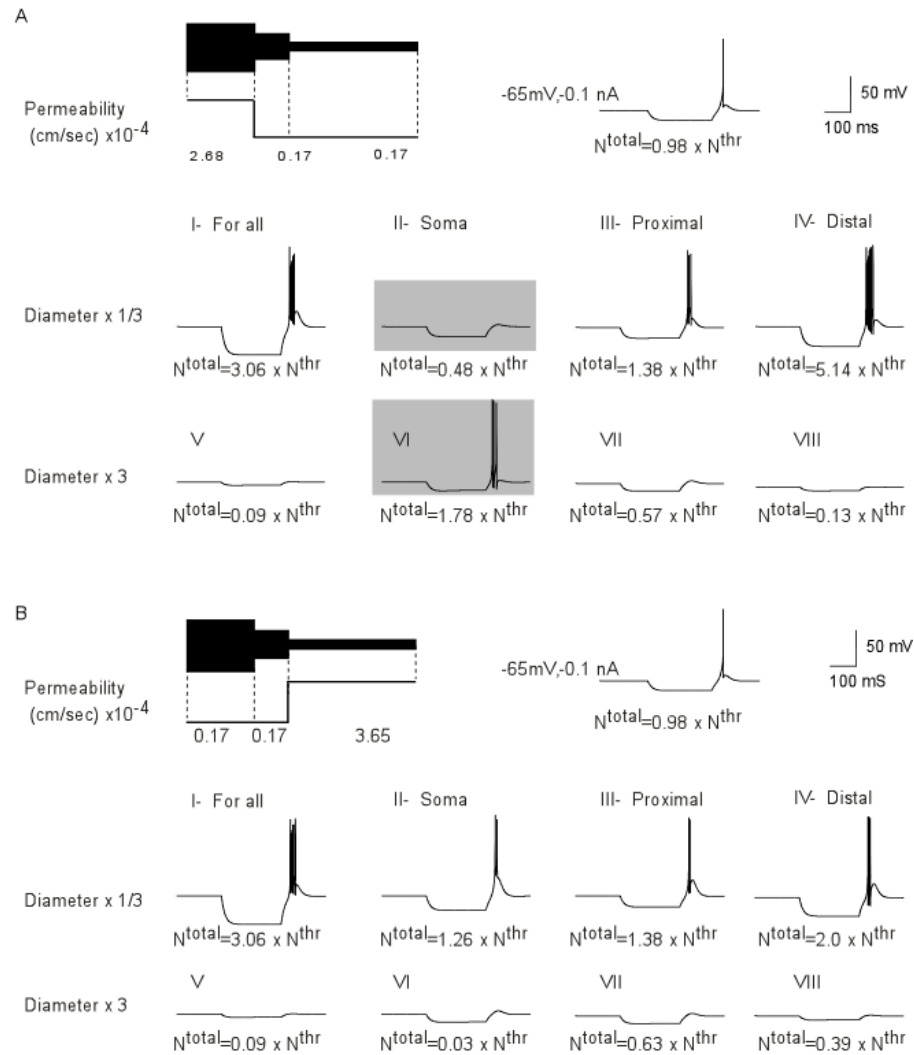 A
Permeability
(cm/sec) x10-4
2.68 0.17 0.17
-65mV,-0.1 nA
Ntotal=0.98 x Nthr
50 mV
100 ms
I- For all II- Soma III- Proximal IV- Distal
Diameter x 1/3
Ntotal=3.06 x Nthr Ntotal=0.48 x Nthr Ntotal=1.38 x Nthr Ntotal=5.14 x Nthr
V VI VII VIII
Diameter x 3
Ntotal=0.09 x Nthr Ntotal=1.78 x Nthr Ntotal=0.57 x Nthr Ntotal=0.13 x Nthr
B
Permeability
(cm/sec) x10-4
0.17 0.17 3.65
-65mV,-0.1 nA
Ntotal=0.98 x Nthr
50 mV
100 mS
I- For all II- Soma III- Proximal IV- Distal
Diameter x 1/3
Ntotal=3.06 x Nthr Ntotal=1.26 x Nthr Ntotal=1.38 x Nthr Ntotal=2.0 x Nthr
V VI VII VIII
Diameter x 3
Ntotal=0.09 x Nthr Ntotal=0.03 x Nthr Ntotal=0.63 x Nthr Ntotal=0.39 x Nthr